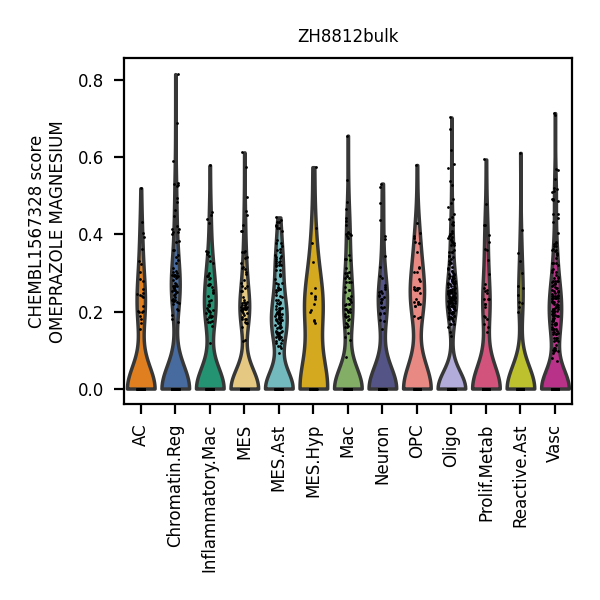 ZH8812bulk
CHEMBL1567328 score
OMEPRAZOLE MAGNESIUM
0.8
0.6
0.4
0.2
0.0
AC
Chromatin.Reg
Inflammatory.Mac
MES
MES.Ast
MES.Hyp
Mac
Neuron
OPC
Oligo
Prolif.Metab
Reactive.Ast
Vasc